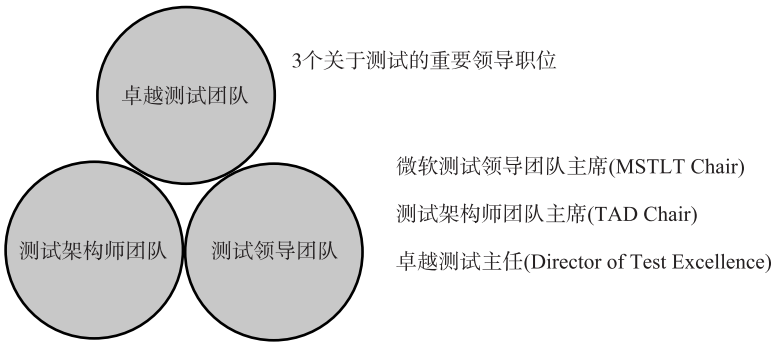 3个关于测试的重要领导职位
卓越测试团队
微软测试领导团队主席(MSTLT Chair)
测试架构师团队主席(TAD Chair)
测试架构师团队
测试领导团队
卓越测试主任(Director of Test Excellence)